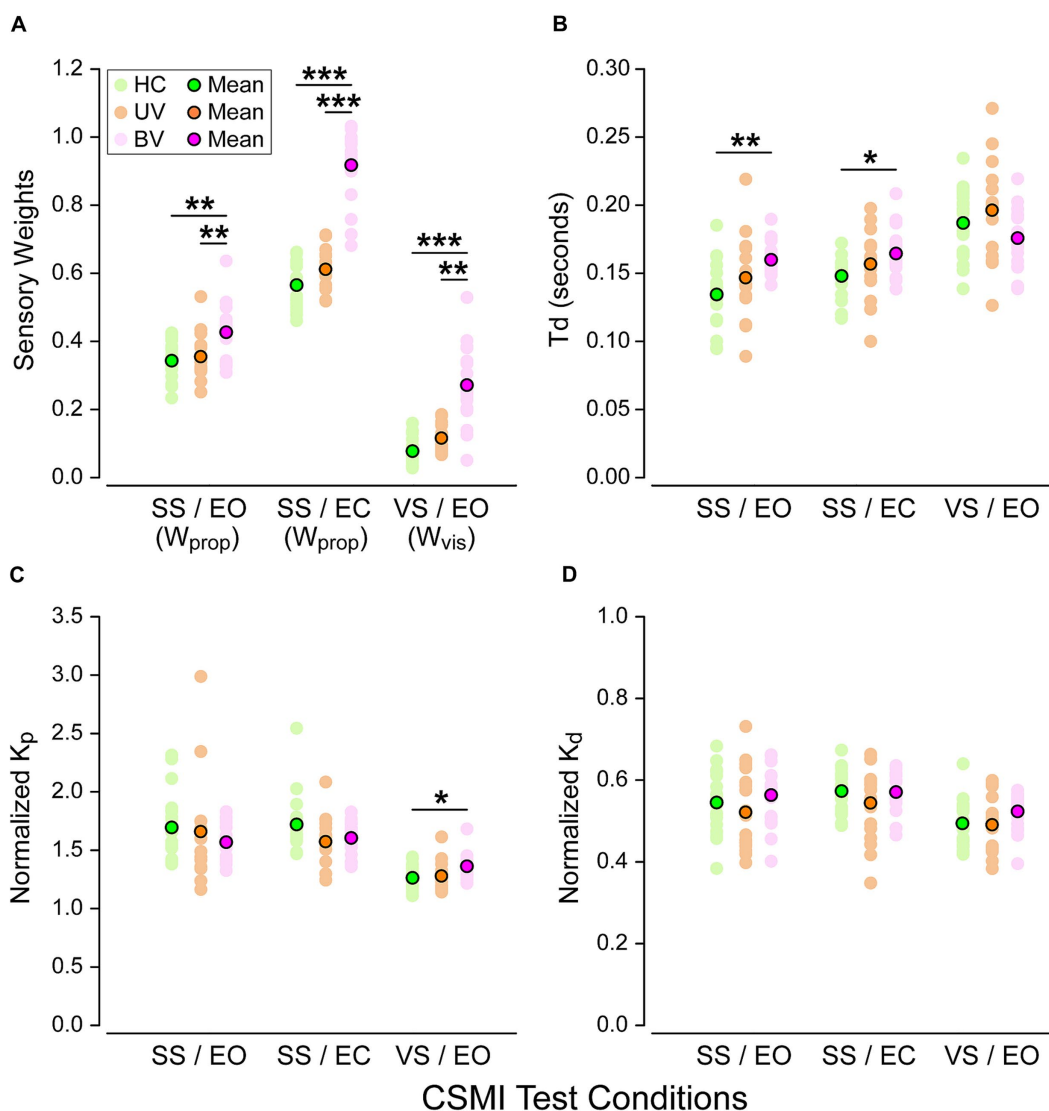 A
B
1.2
1.0
0.8
0.6
0.4
0.2
0.0
Sensory Weights
HC Mean
UV Mean
BV Mean
** ** *** *** *** **
SS / EO SS / EC VS / EO
(Wprop) (Wprop) (Wvis)
0.30
0.25
0.20
0.15
0.10
0.05
0.00
Td (seconds)
** *
SS / EO SS / EC VS / EO
C
D
3.5
3.0
2.5
2.0
1.5
1.0
0.5
0.0
Normalized Kp
*
SS / EO SS / EC VS / EO
1.0
0.8
0.6
0.4
0.2
0.0
Normalized Kd
SS / EO SS / EC VS / EO
CSMI Test Conditions